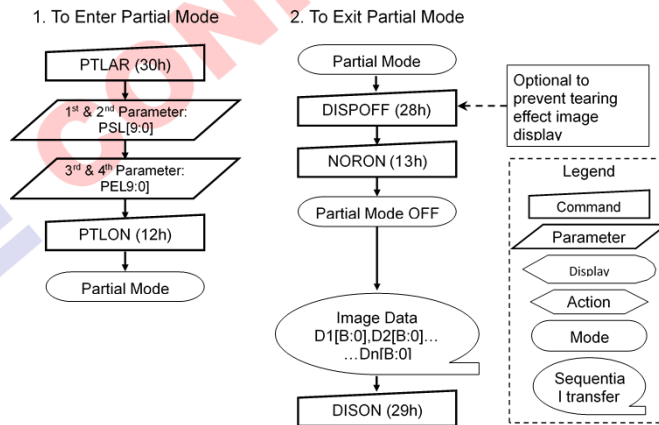 1. To Enter Partial Mode
PTLAR (30h)
1st & 2nd Parameter:
PSL[9:0]
3rd & 4th Parameter:
PEL9:0]
PTLON (12h)
Partial Mode
2. To Exit Partial Mode
Partial Mode
DISPOFF (28h)
NORON (13h)
Partial Mode OFF
Image Data
D1[B:0],D2[B:0]…
…Dn[B:0]
DISON (29h)
Optional to
prevent tearing
effect image
display
Legend
Command
Parameter
Display
Action
Mode
Sequentia
l transfer